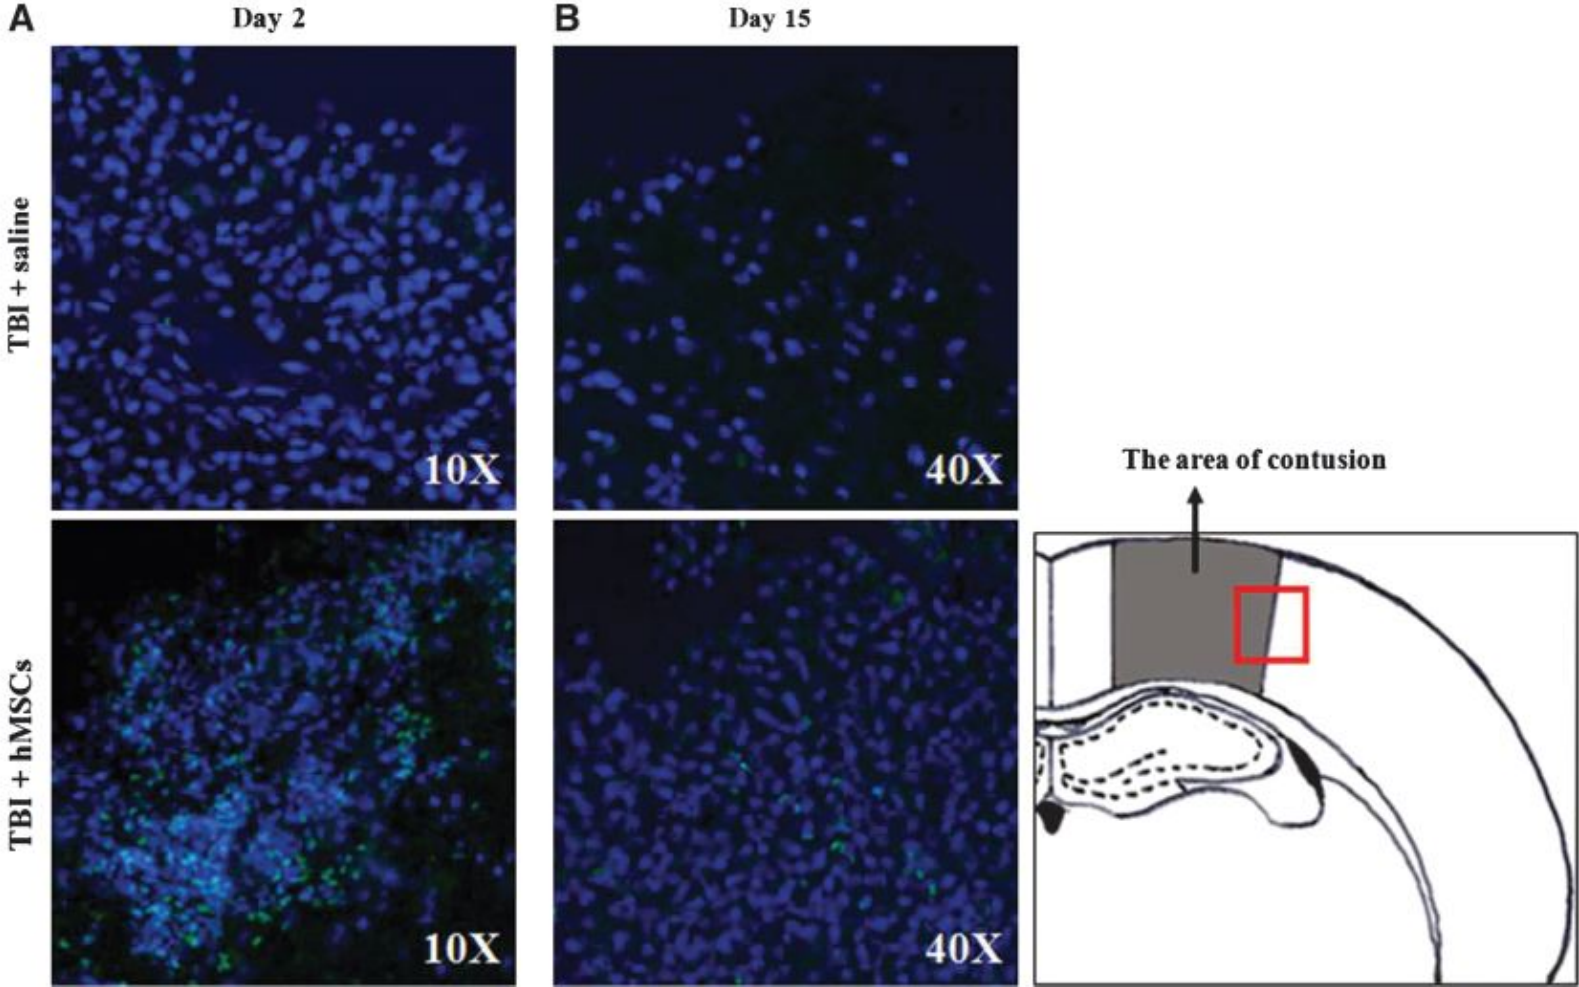 A
Day 2
B
Day 15
TBI + saline
10X
40X
The area of contusion
TBI + hMSCs
10X
40X